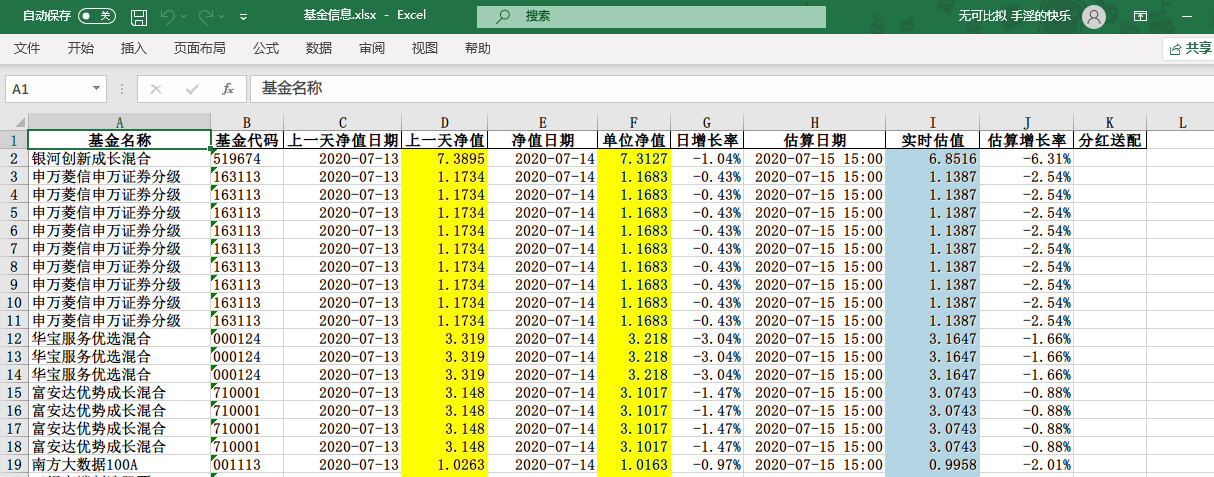 自动保存 关 基金信息.xlsx - Excel 搜索 无可比拟 手淫的快乐
文件 开始 插入 页面布局 公式 数据 审阅 视图 帮助 共享
A1 fx 基金名称
A B C D E F G H I J K L
1 基金名称 基金代码 上一天净值日期 上一天净值 净值日期 单位净值 日增长率 估算日期 实时估值 估算增长率 分红送配
2 银河创新成长混合 519674 2020-07-13 7.3895 2020-07-14 7.3127 -1.04% 2020-07-15 15:00 6.8516 -6.31%
3 申万菱信申万证券分级 163113 2020-07-13 1.1734 2020-07-14 1.1683 -0.43% 2020-07-15 15:00 1.1387 -2.54%
4 申万菱信申万证券分级 163113 2020-07-13 1.1734 2020-07-14 1.1683 -0.43% 2020-07-15 15:00 1.1387 -2.54%
5 申万菱信申万证券分级 163113 2020-07-13 1.1734 2020-07-14 1.1683 -0.43% 2020-07-15 15:00 1.1387 -2.54%
6 申万菱信申万证券分级 163113 2020-07-13 1.1734 2020-07-14 1.1683 -0.43% 2020-07-15 15:00 1.1387 -2.54%
7 申万菱信申万证券分级 163113 2020-07-13 1.1734 2020-07-14 1.1683 -0.43% 2020-07-15 15:00 1.1387 -2.54%
8 申万菱信申万证券分级 163113 2020-07-13 1.1734 2020-07-14 1.1683 -0.43% 2020-07-15 15:00 1.1387 -2.54%
9 申万菱信申万证券分级 163113 2020-07-13 1.1734 2020-07-14 1.1683 -0.43% 2020-07-15 15:00 1.1387 -2.54%
10 申万菱信申万证券分级 163113 2020-07-13 1.1734 2020-07-14 1.1683 -0.43% 2020-07-15 15:00 1.1387 -2.54%
11 申万菱信申万证券分级 163113 2020-07-13 1.1734 2020-07-14 1.1683 -0.43% 2020-07-15 15:00 1.1387 -2.54%
12 华宝服务优选混合 000124 2020-07-13 3.319 2020-07-14 3.218 -3.04% 2020-07-15 15:00 3.1647 -1.66%
13 华宝服务优选混合 000124 2020-07-13 3.319 2020-07-14 3.218 -3.04% 2020-07-15 15:00 3.1647 -1.66%
14 华宝服务优选混合 000124 2020-07-13 3.319 2020-07-14 3.218 -3.04% 2020-07-15 15:00 3.1647 -1.66%
15 富安达优势成长混合 710001 2020-07-13 3.148 2020-07-14 3.1017 -1.47% 2020-07-15 15:00 3.0743 -0.88%
16 富安达优势成长混合 710001 2020-07-13 3.148 2020-07-14 3.1017 -1.47% 2020-07-15 15:00 3.0743 -0.88%
17 富安达优势成长混合 710001 2020-07-13 3.148 2020-07-14 3.1017 -1.47% 2020-07-15 15:00 3.0743 -0.88%
18 富安达优势成长混合 710001 2020-07-13 3.148 2020-07-14 3.1017 -1.47% 2020-07-15 15:00 3.0743 -0.88%
19 南方大数据100A 001113 2020-07-13 1.0263 2020-07-14 1.0163 -0.97% 2020-07-15 15:00 0.9958 -2.01%